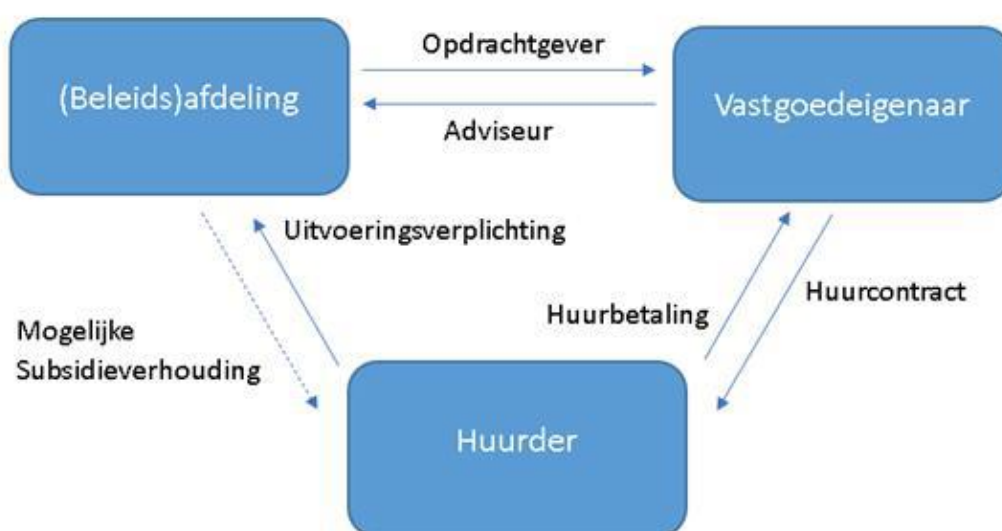 Opdrachtgever
(Beleids)afdeling
Vastgoedeigenaar
Adviseur
Uitvoeringsverplichting
Huurcontract
Huurbetaling
Mogelijke
Subsidieverhouding
Huurder